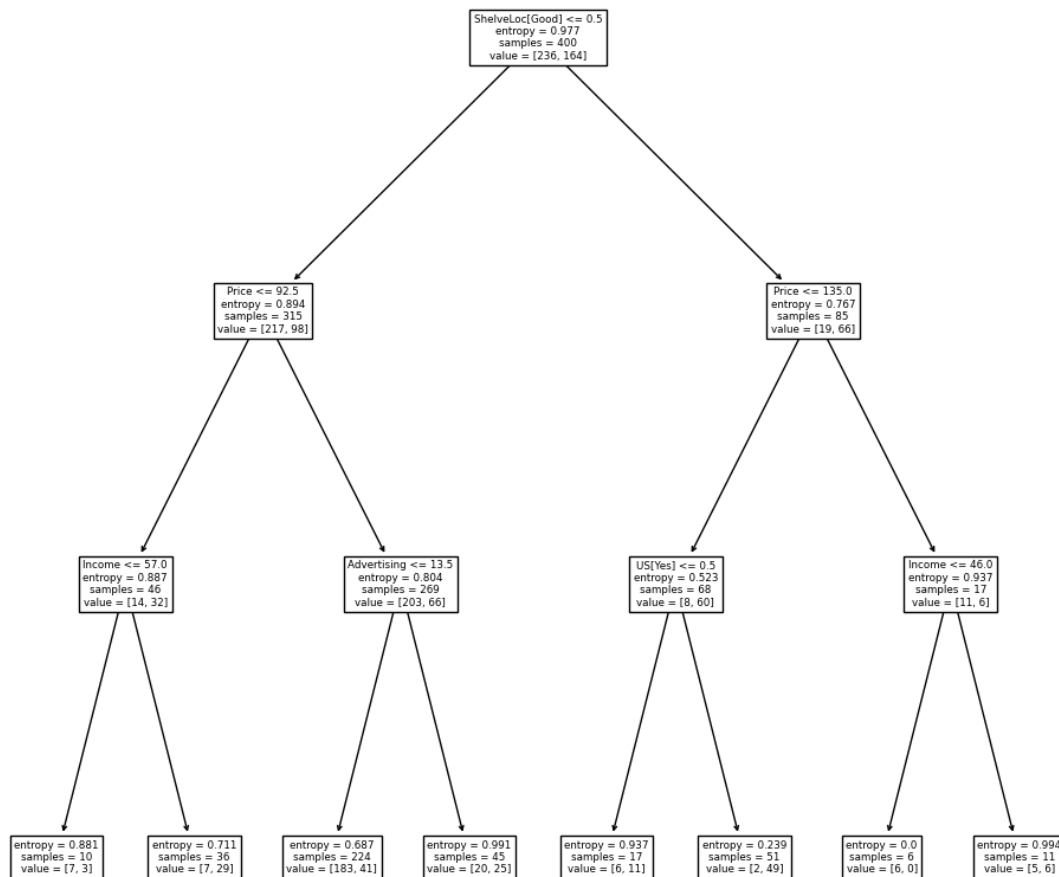 ShelveLoc[Good] <= 0.5
entropy = 0.977
samples = 400
value = [236, 164]
Price <= 92.5
entropy = 0.894
samples = 315
value = [217, 98]
Price <= 135.0
entropy = 0.767
samples = 85
value = [19, 66]
Income <= 57.0
entropy = 0.887
samples = 46
value = [14, 32]
Advertising <= 13.5
entropy = 0.804
samples = 269
value = [203, 66]
US[Yes] <= 0.5
entropy = 0.523
samples = 68
value = [8, 60]
Income <= 46.0
entropy = 0.937
samples = 17
value = [11, 6]
entropy = 0.881
samples = 10
value = [7, 3]
entropy = 0.711
samples = 36
value = [7, 29]
entropy = 0.687
samples = 224
value = [183, 41]
entropy = 0.991
samples = 45
value = [20, 25]
entropy = 0.937
samples = 17
value = [6, 11]
entropy = 0.239
samples = 51
value = [2, 49]
entropy = 0.0
samples = 6
value = [6, 0]
entropy = 0.994
samples = 11
value = [5, 6]